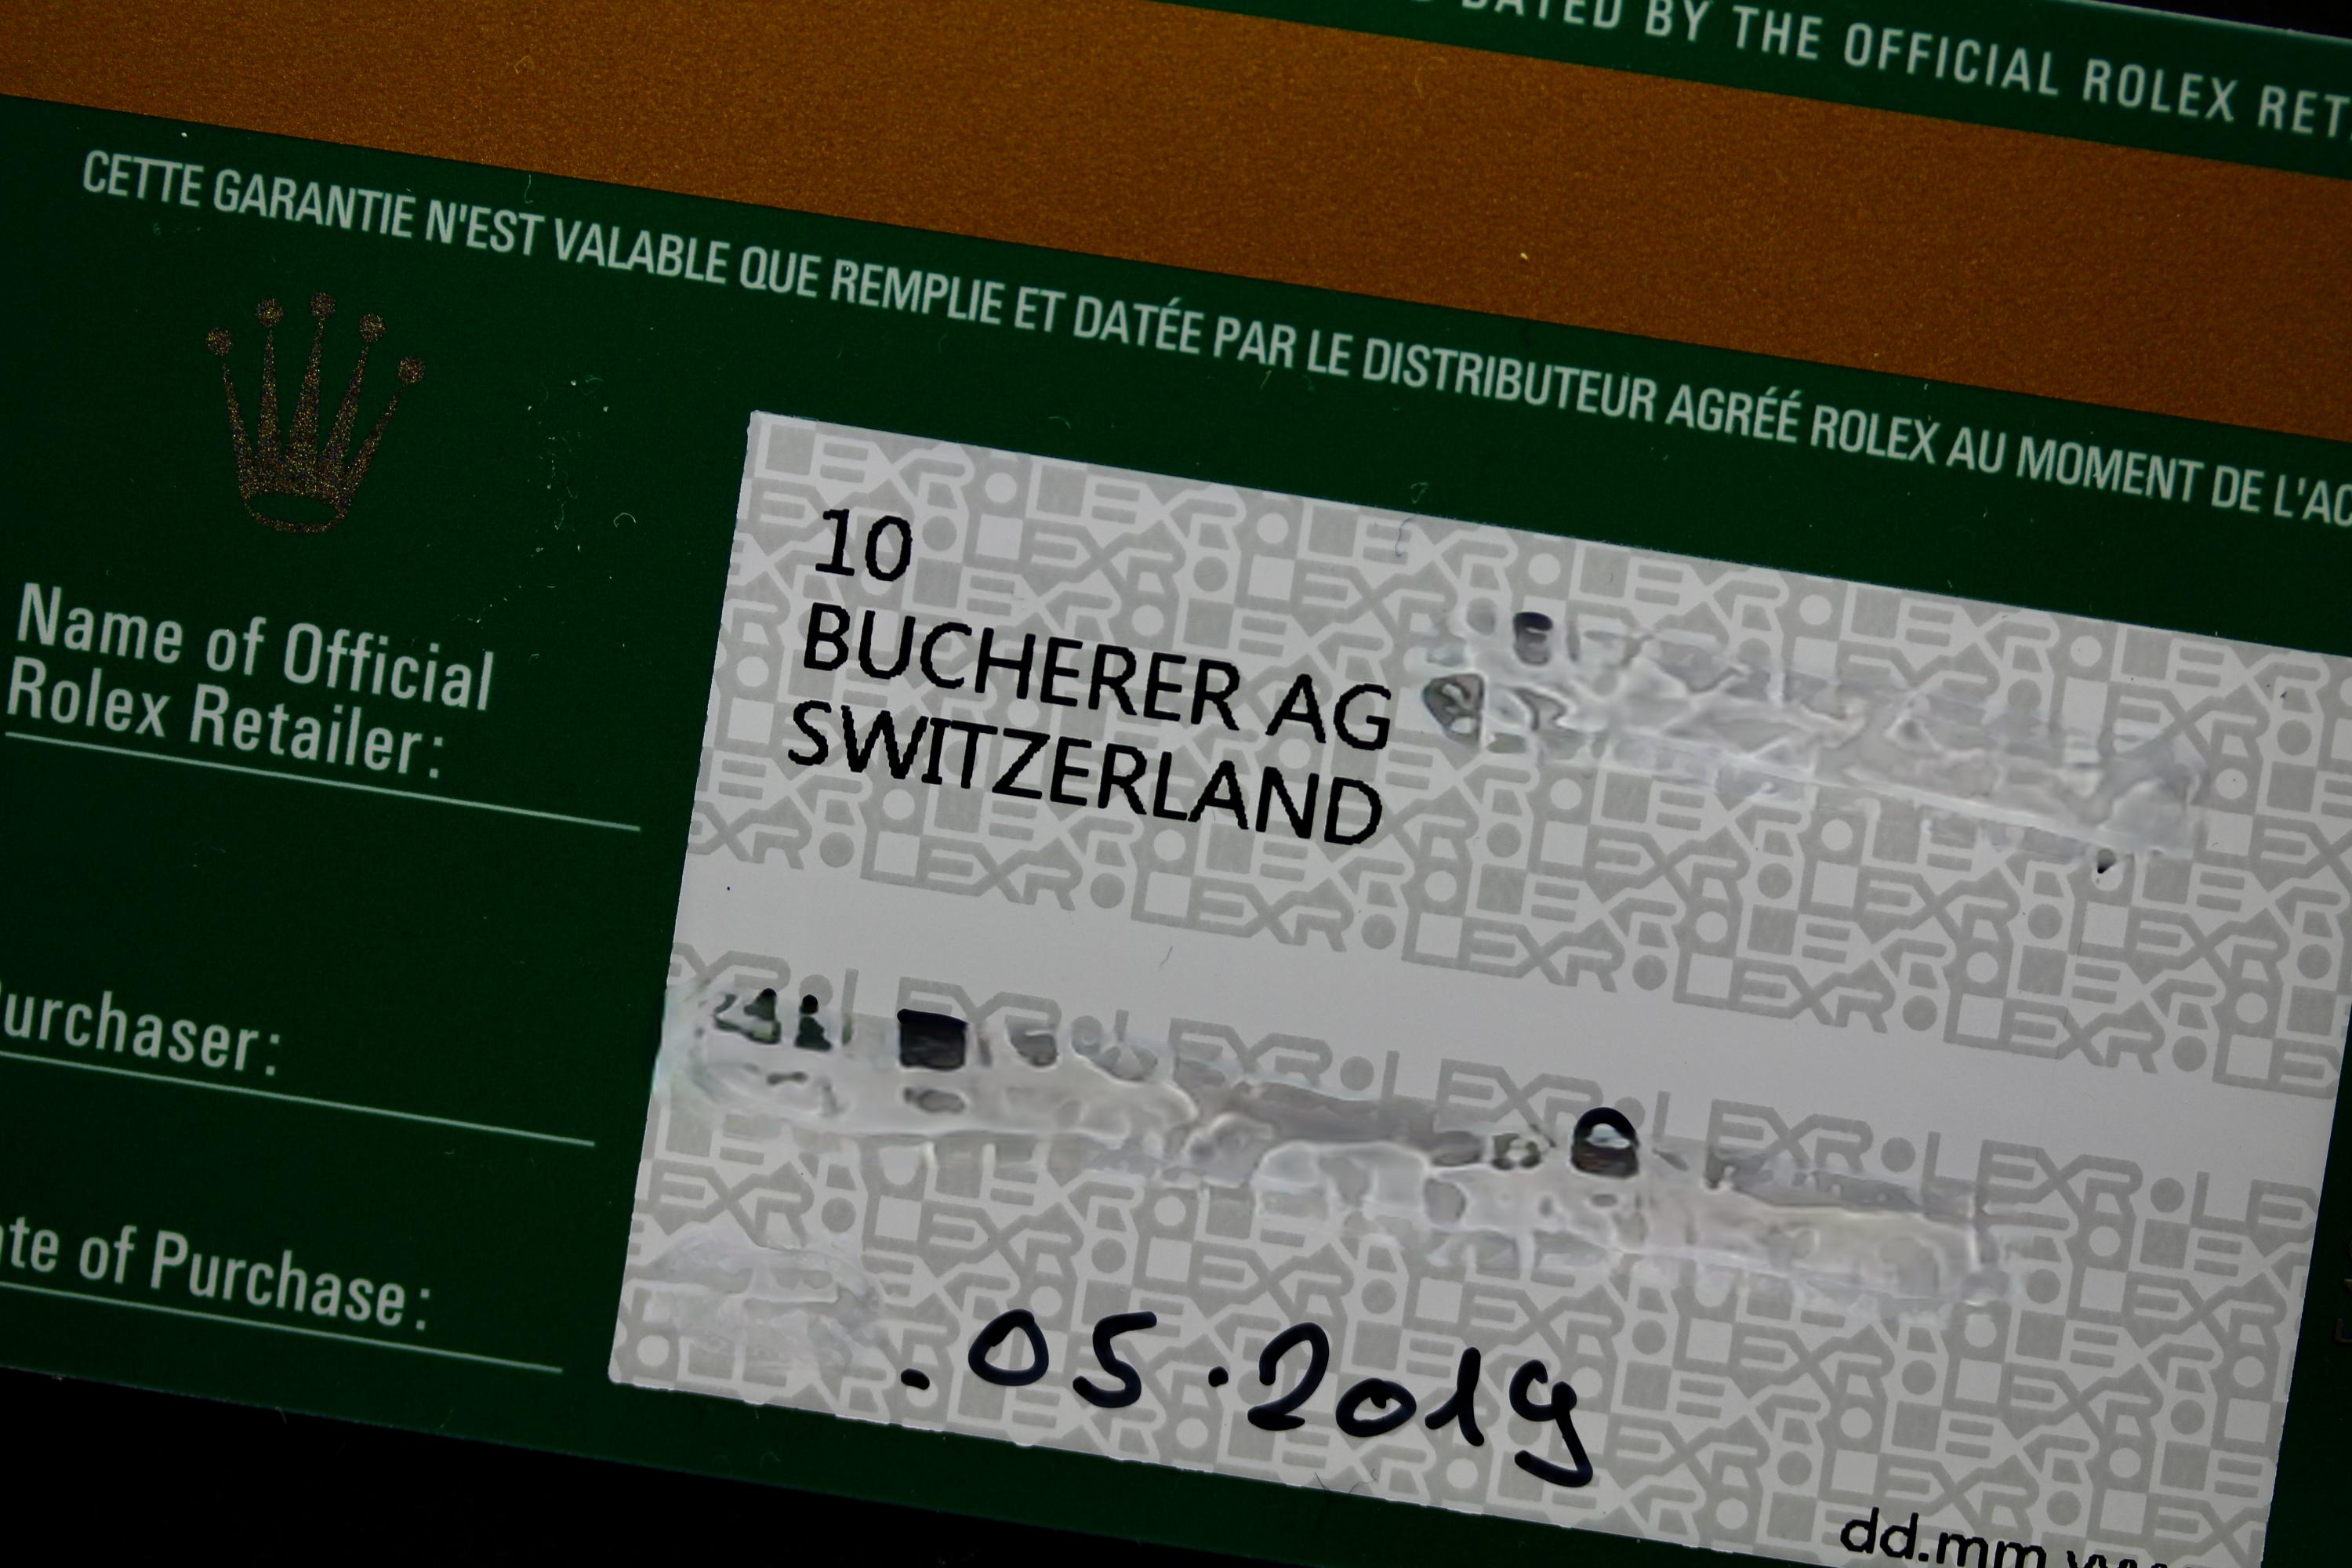 DATED BY THE OFFICIAL ROLEX RET
CETTE GARANTIE N'EST VALABLE QUE REMPLIE ET DATÉE PAR LE DISTRIBUTEUR AGRÉÉ ROLEX AU MOMENT DE L'AC
Name of Official
Rolex Retailer:
10
BUCHERER AG
SWITZERLAND
urchaser:
te of Purchase:
.05.2019
dd.mm